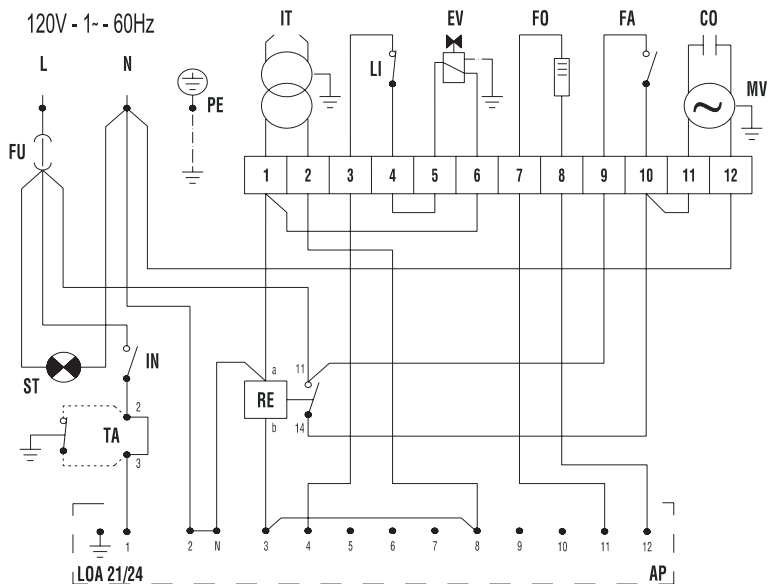 120V - 1~ - 60Hz
IT EV FO FA CO
L N
LI
PE
MV
FU
1 2 3 4 5 6 7 8 9 10 11 12
ST
IN
a 11
RE
b 14
2
TA
3
1 2 N 3 4 5 6 7 8 9 10 11 12
LOA 21/24 AP